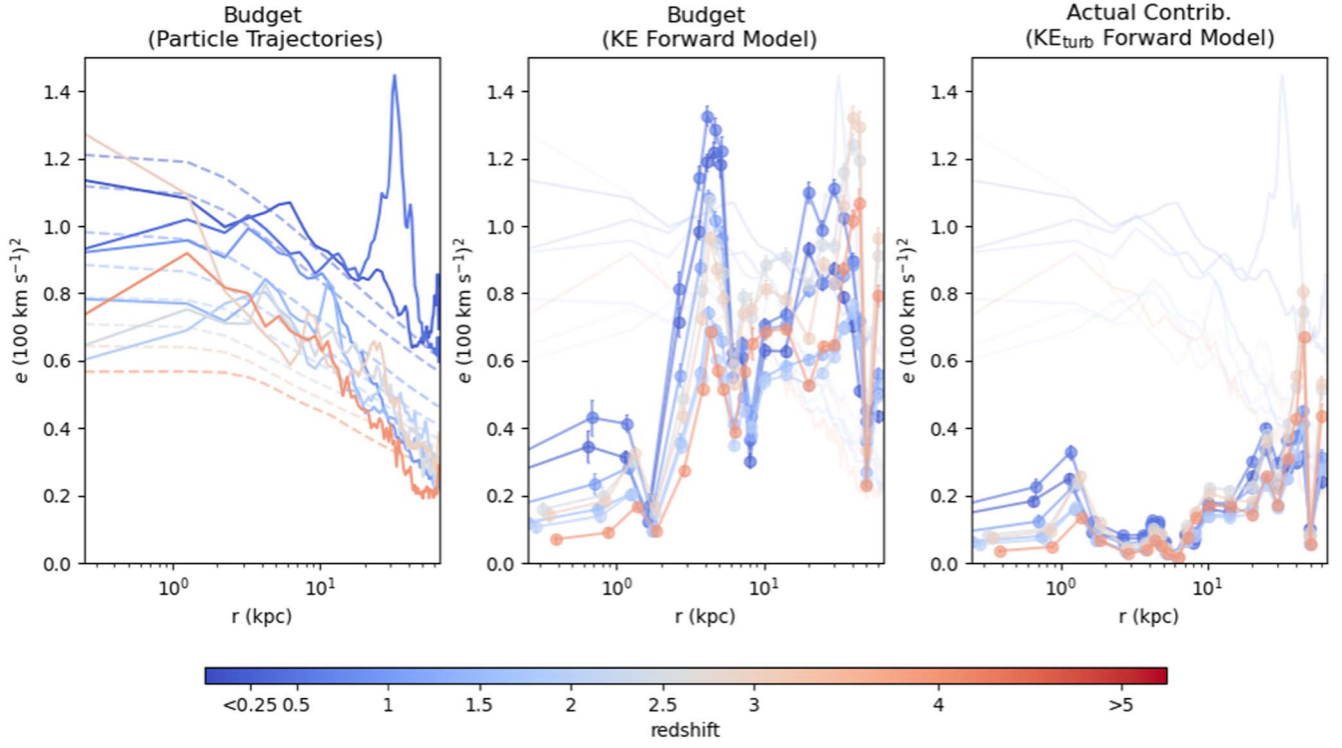 Budget
(Particle Trajectories)
Budget
(KE Forward Model)
Actual Contrib.
(KE_turb Forward Model)
1.4
1.2
1.0
0.8
0.6
0.4
0.2
0.0
e (100 km s⁻¹)²
10⁰
10¹
r (kpc)
1.4
1.2
1.0
0.8
0.6
0.4
0.2
0.0
e (100 km s⁻¹)²
10⁰
10¹
r (kpc)
1.4
1.2
1.0
0.8
0.6
0.4
0.2
0.0
e (100 km s⁻¹)²
10⁰
10¹
r (kpc)
<0.25 0.5 1 1.5 2 2.5 3 4 >5
redshift